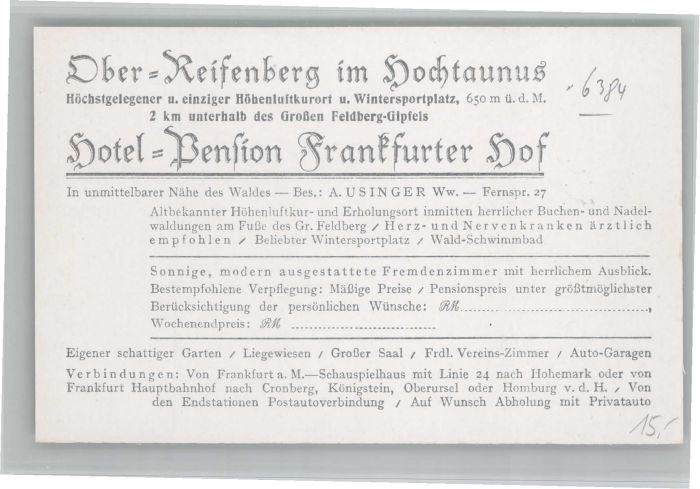 Ober-Reifenberg im Hochtaunus
Höchstgelegener u. einziger Höhenluftkurort u. Wintersportplatz, 650 m ü. d. M.
2 km unterhalb des Großen Feldberg-Gipfels
6384
Hotel-Pension Frankfurter Hof
In unmittelbarer Nähe des Waldes — Bes.: A. USINGER Ww. — Fernspr. 27
Altbekannter Höhenluftkur- und Erholungsort inmitten herrlicher Buchen- und Nadel-
waldungen am Fuße des Gr. Feldberg / Herz- und Nervenkranken ärztlich
empfohlen / Beliebter Wintersportplatz / Wald-Schwimmbad
Sonnige, modern ausgestattete Fremdenzimmer mit herrlichem Ausblick.
Bestempfohlene Verpflegung: Mäßige Preise / Pensionspreis unter größtmöglichster
Berücksichtigung der persönlichen Wünsche: RM.........................................,
Wochenendpreis: RM .......................................
Eigener schattiger Garten / Liegewiesen / Großer Saal / Frdl. Vereins-Zimmer / Auto-Garagen
Verbindungen: Von Frankfurt a. M.—Schauspielhaus mit Linie 24 nach Hohemark oder von
Frankfurt Hauptbahnhof nach Cronberg, Königstein, Oberursel oder Homburg v. d. H. / Von
den Endstationen Postautoverbindung / Auf Wunsch Abholung mit Privatauto
15,-